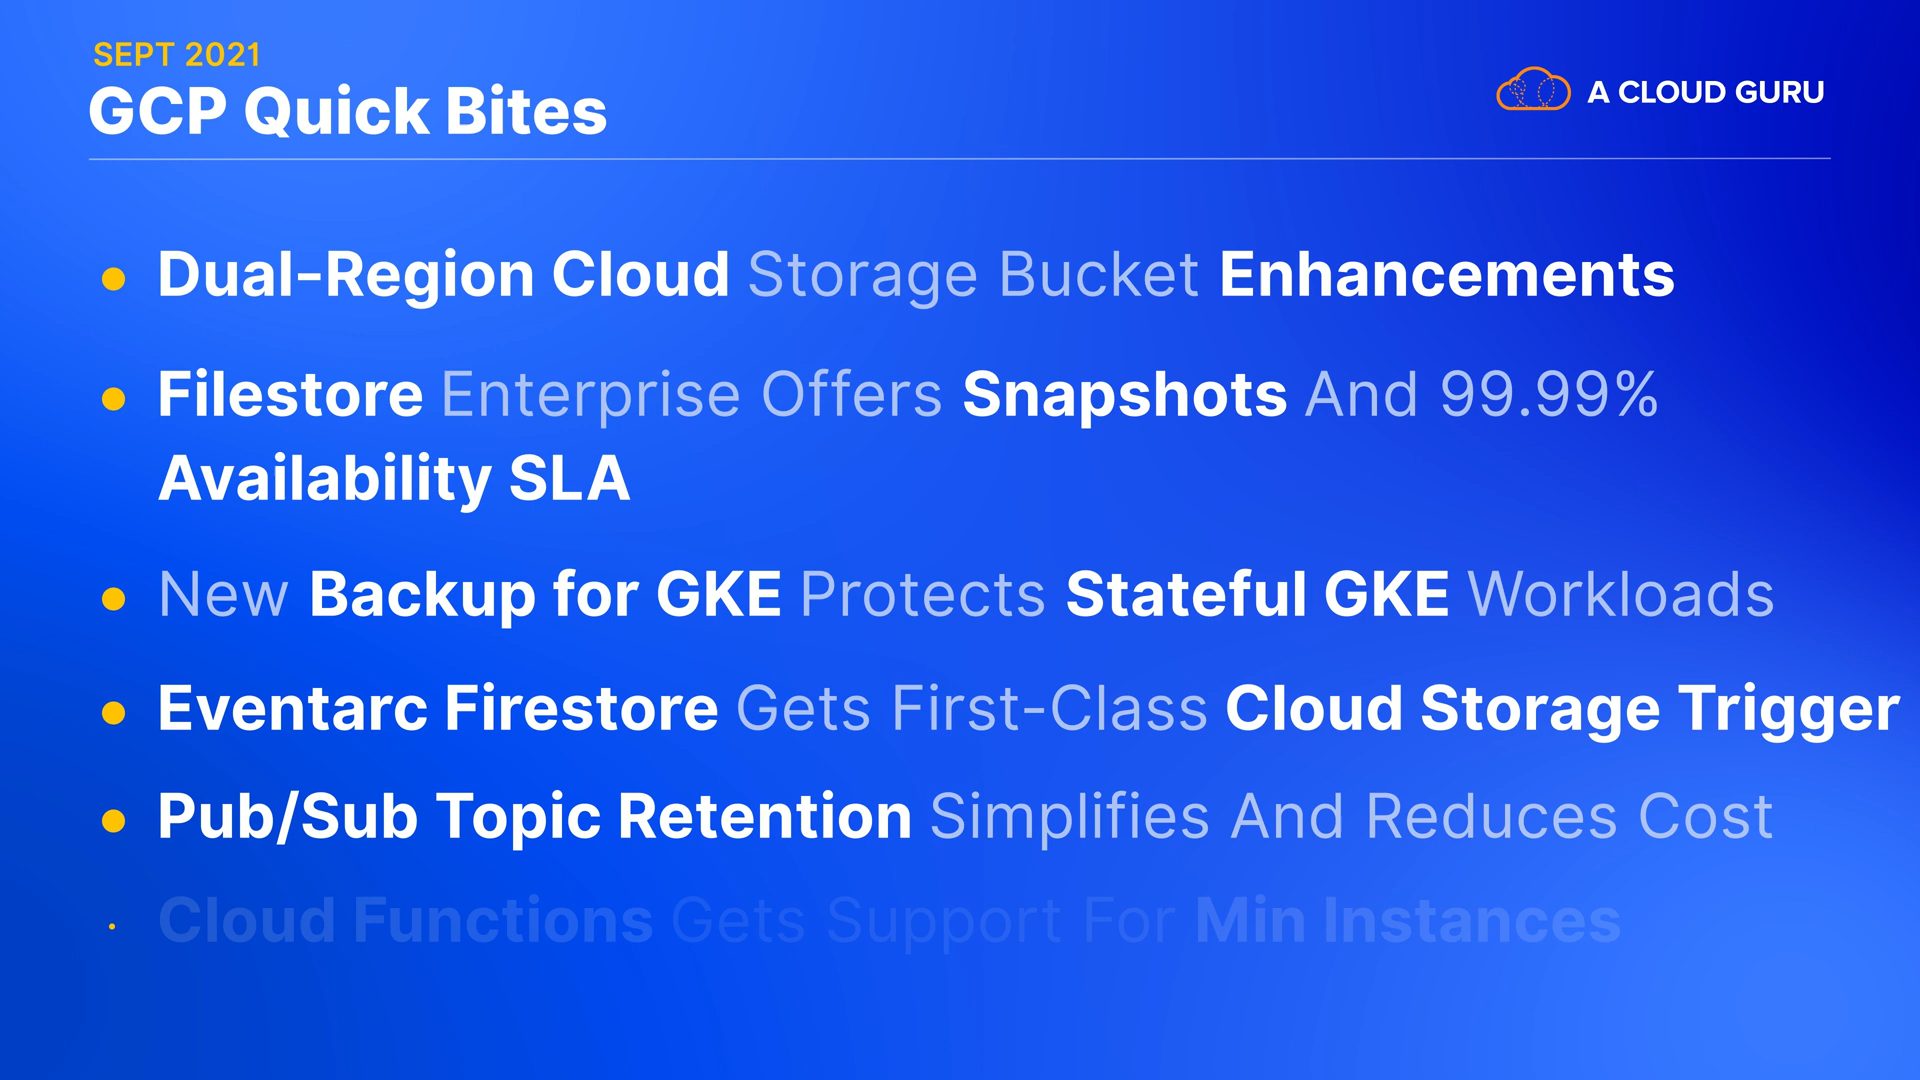 SEPT 2021
GCP Quick Bites
A CLOUD GURU
Dual-Region Cloud Storage Bucket Enhancements
Filestore Enterprise Offers Snapshots And 99.99%
Availability SLA
New Backup for GKE Protects Stateful GKE Workloads
Eventarc Firestore Gets First-Class Cloud Storage Trigger
Pub/Sub Topic Retention Simplifies And Reduces Cost
Cloud Functions Gets Support For Min Instances